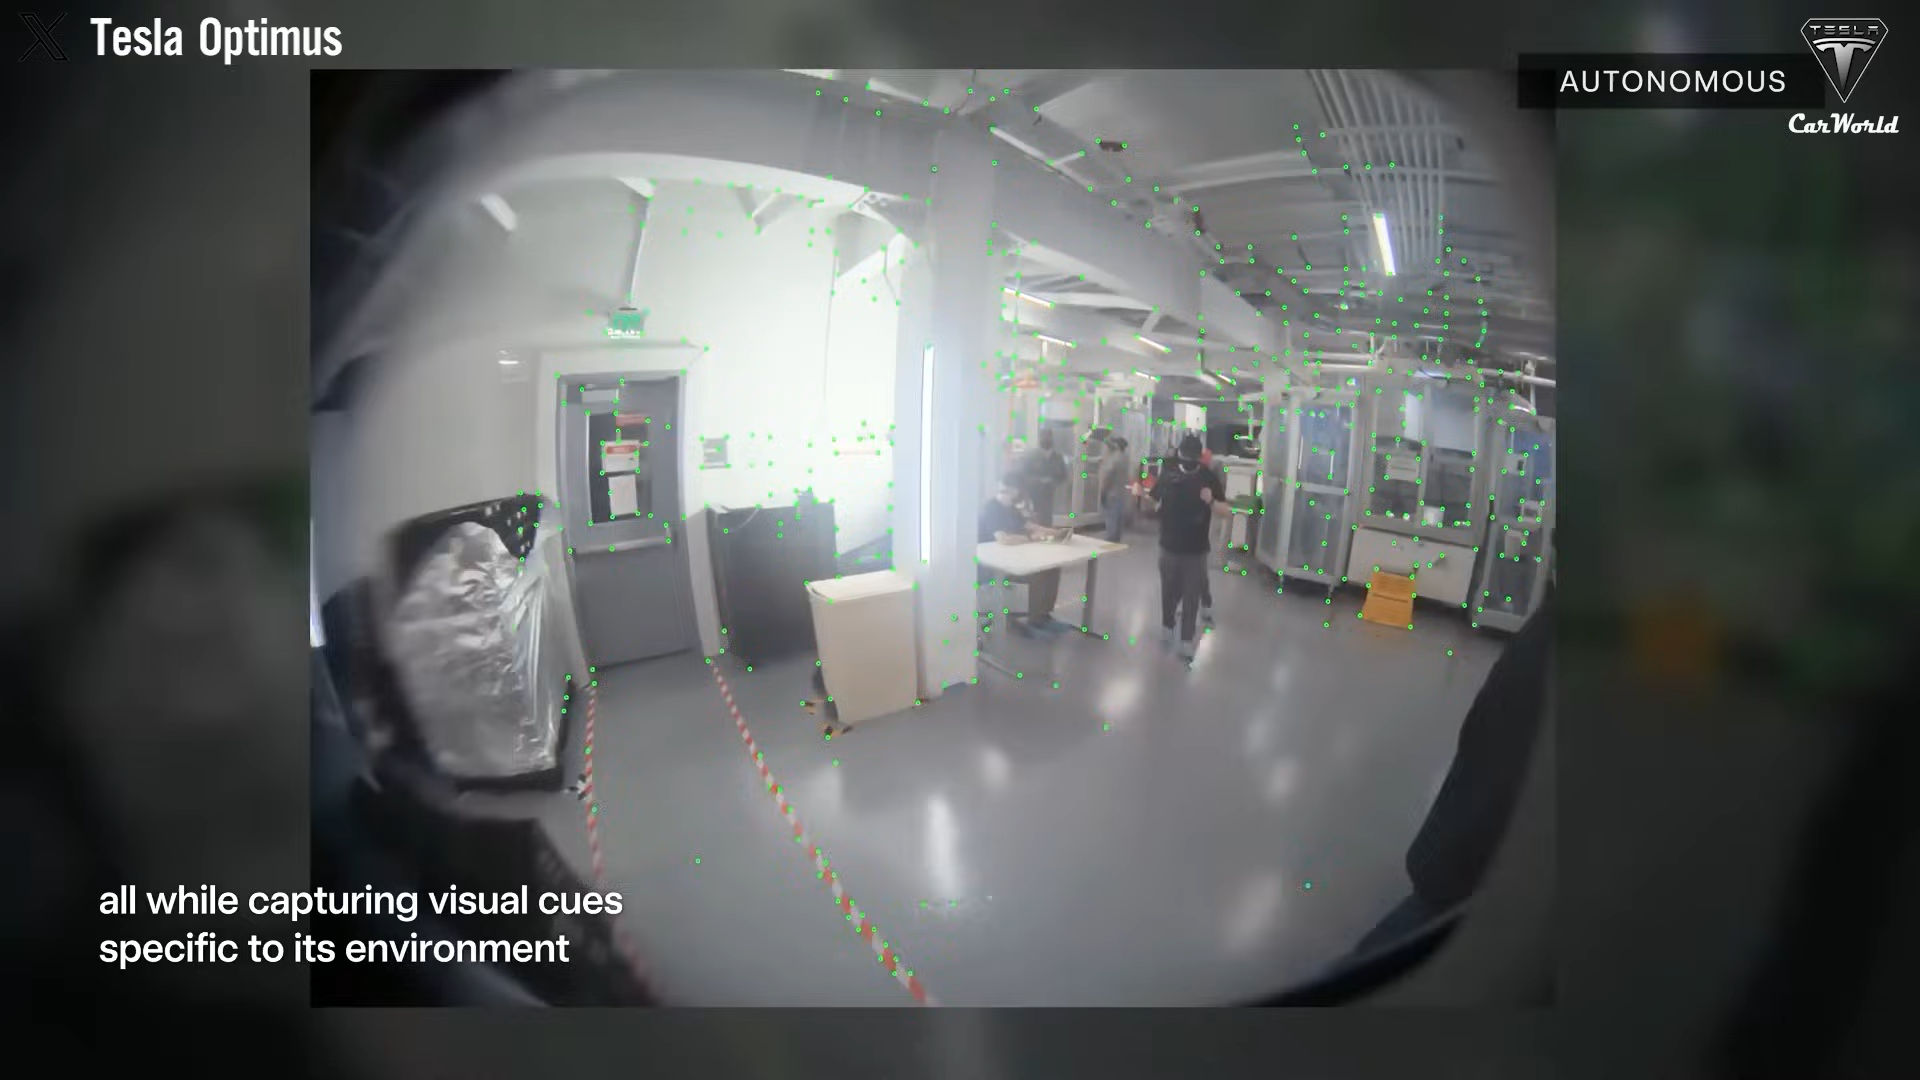 Tesla Optimus
AUTONOMOUS
TESLA
CarWorld
all while capturing visual cues
specific to its environment